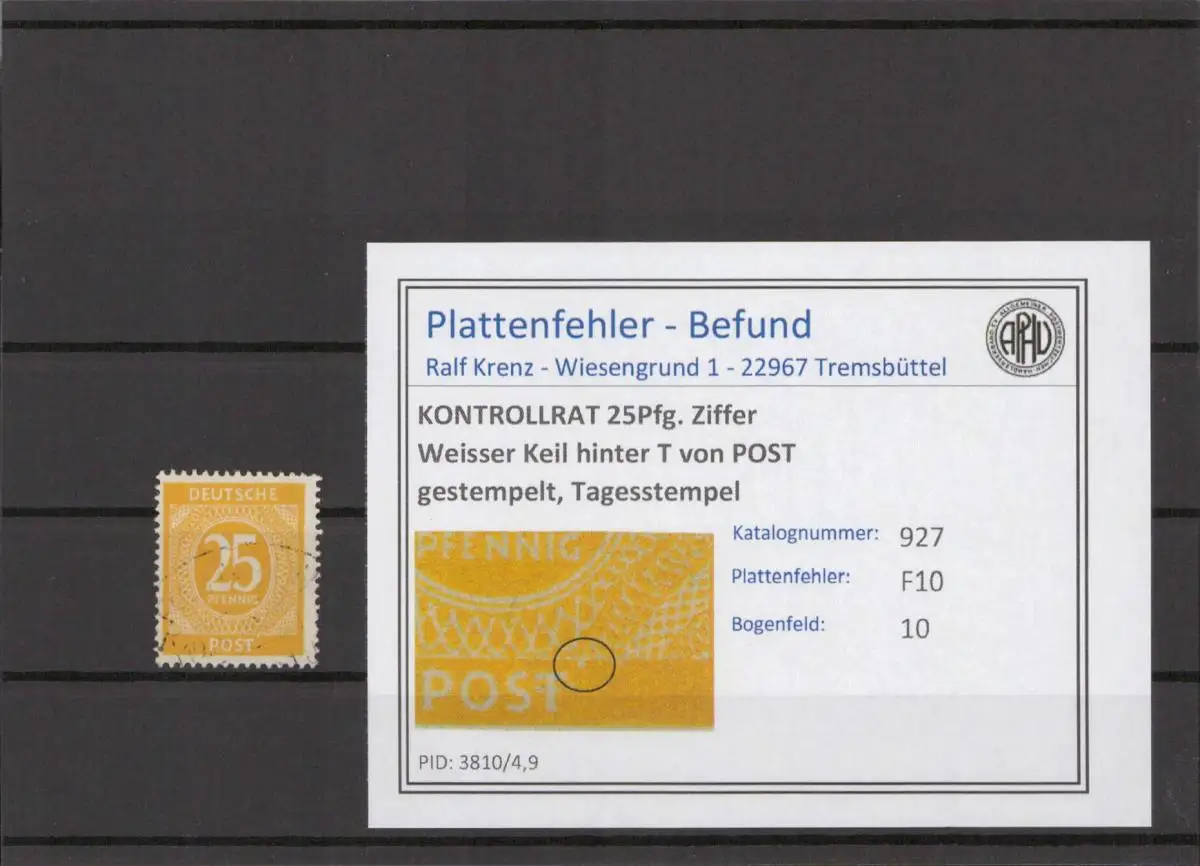 DEUTSCHE
25
PFENNIG
POST
Plattenfehler - Befund
Ralf Krenz - Wiesengrund 1 - 22967 Tremsbüttel
APHV
KONTROLLRAT 25Pfg. Ziffer
Weisser Keil hinter T von POST
gestempelt, Tagesstempel
PFENNIG
POST
Katalognummer: 927
Plattenfehler: F10
Bogenfeld: 10
PID: 3810/4,9